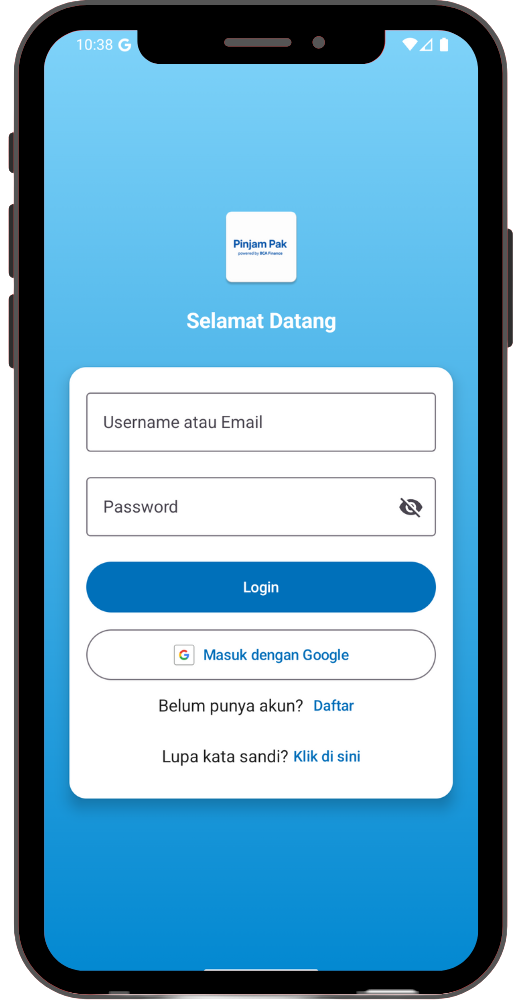 10:38 G
Pinjam Pak
powered by BCA Finance
Selamat Datang
Username atau Email
Password
Login
G Masuk dengan Google
Belum punya akun? Daftar
Lupa kata sandi? Klik di sini